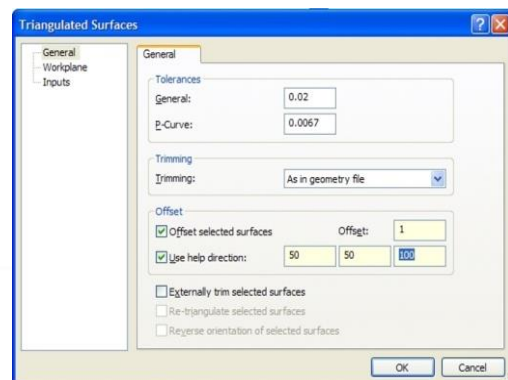 Triangulated Surfaces
General
Workplane
Inputs
General
Tolerances
General: 0.02
P-Curve: 0.0067
Trimming
Trimming: As in geometry file
Offset
Offset selected surfaces Offset: 1
Use help direction: 50 50 100
Externally trim selected surfaces
Re-triangulate selected surfaces
Reverse orientation of selected surfaces
OK Cancel